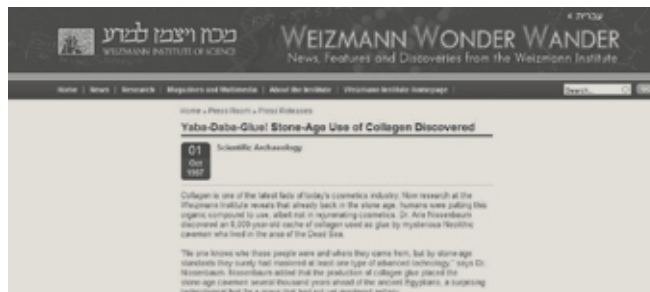 עברית »
מכון ויצמן למדע
WEIZMANN INSTITUTE OF SCIENCE
WEIZMANN WONDER WANDER
News, Features and Discoveries from the Weizmann Institute
Home | News | Research | Magazines and Multimedia | About the Institute | Weizmann Institute Homepage |
Search...
Home » Press Room » Press Releases
Yaba-Daba-Glue! Stone-Age Use of Collagen Discovered
01
Oct
1997
Scientific Archaeology
Collagen is one of the latest fads of today's cosmetics industry. Now research at the
Weizmann Institute reveals that already back in the stone age, humans were putting this
organic compound to use, albeit not in rejuvenating cosmetics. Dr. Arie Nissenbaum
discovered an 8,000-year-old cache of collagen used as glue by mysterious Neolithic
cavemen who lived in the area of the Dead Sea.
"No one knows who these people were and where they came from, but by stone-age
standards they surely had mastered at least one type of advanced technology," says Dr.
Nissenbaum. Nissenbaum added that the production of collagen glue placed the
stone-age cavemen several thousand years ahead of the ancient Egyptians, a surprising